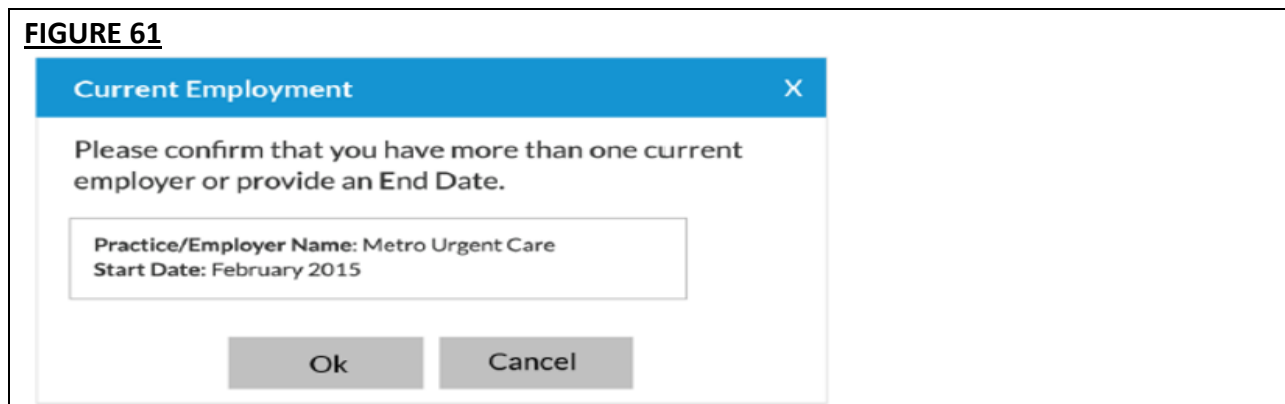 FIGURE 61
Current Employment X
Please confirm that you have more than one current
employer or provide an End Date.
Practice/Employer Name: Metro Urgent Care
Start Date: February 2015
Ok Cancel